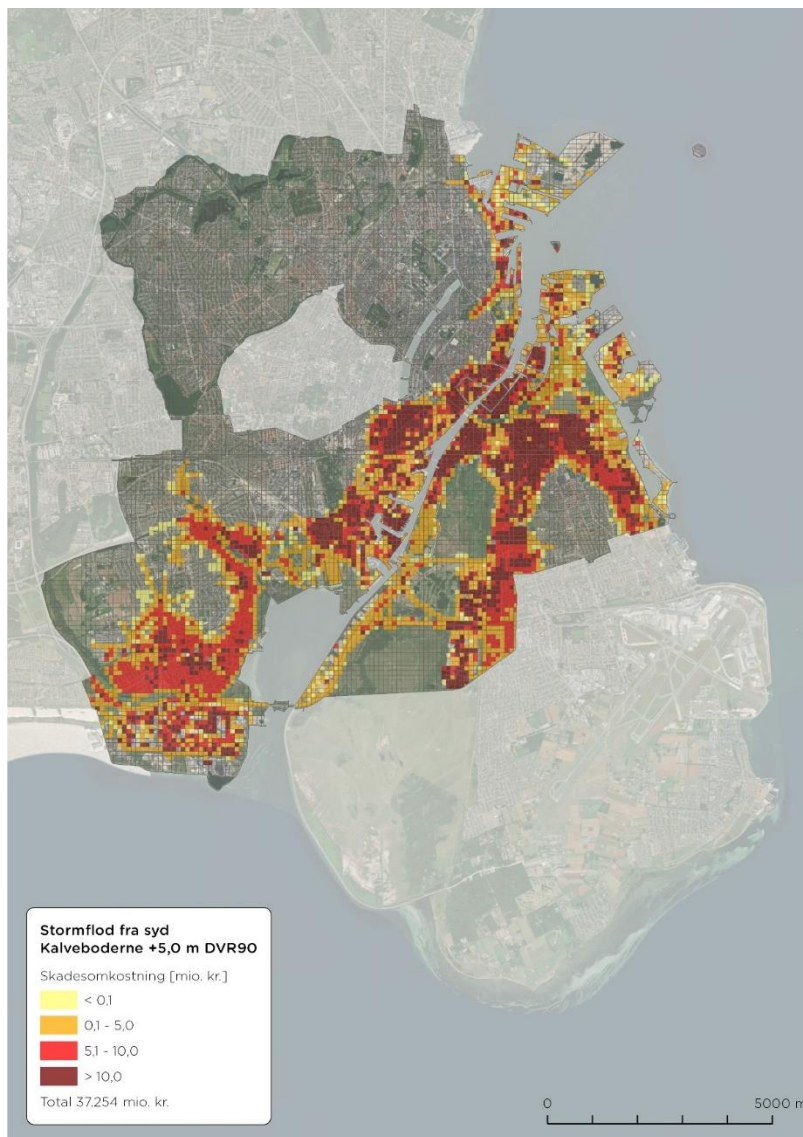 Stormflod fra syd
Kalveboderne +5,0 m DVR90
Skadesomkostning [mio. kr.]
< 0,1
0,1 - 5,0
5,1 - 10,0
> 10,0
Total 37.254 mio. kr.
0 5000 m